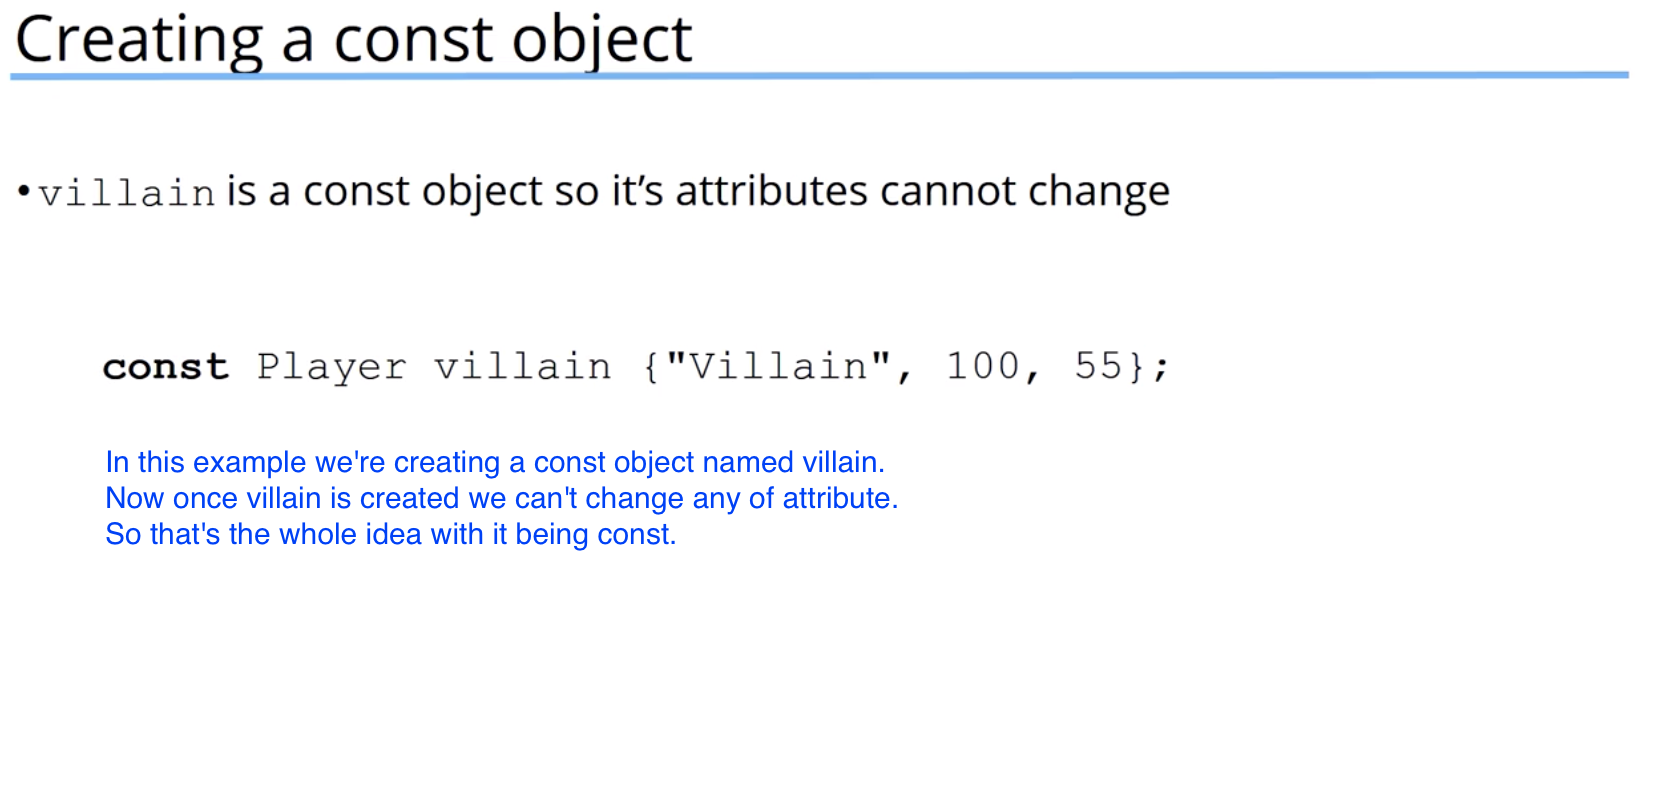 Creating a const object
•villain is a const object so it’s attributes cannot change
const Player villain {"Villain", 100, 55};
In this example we're creating a const object named villain.
Now once villain is created we can't change any of attribute.
So that's the whole idea with it being const.